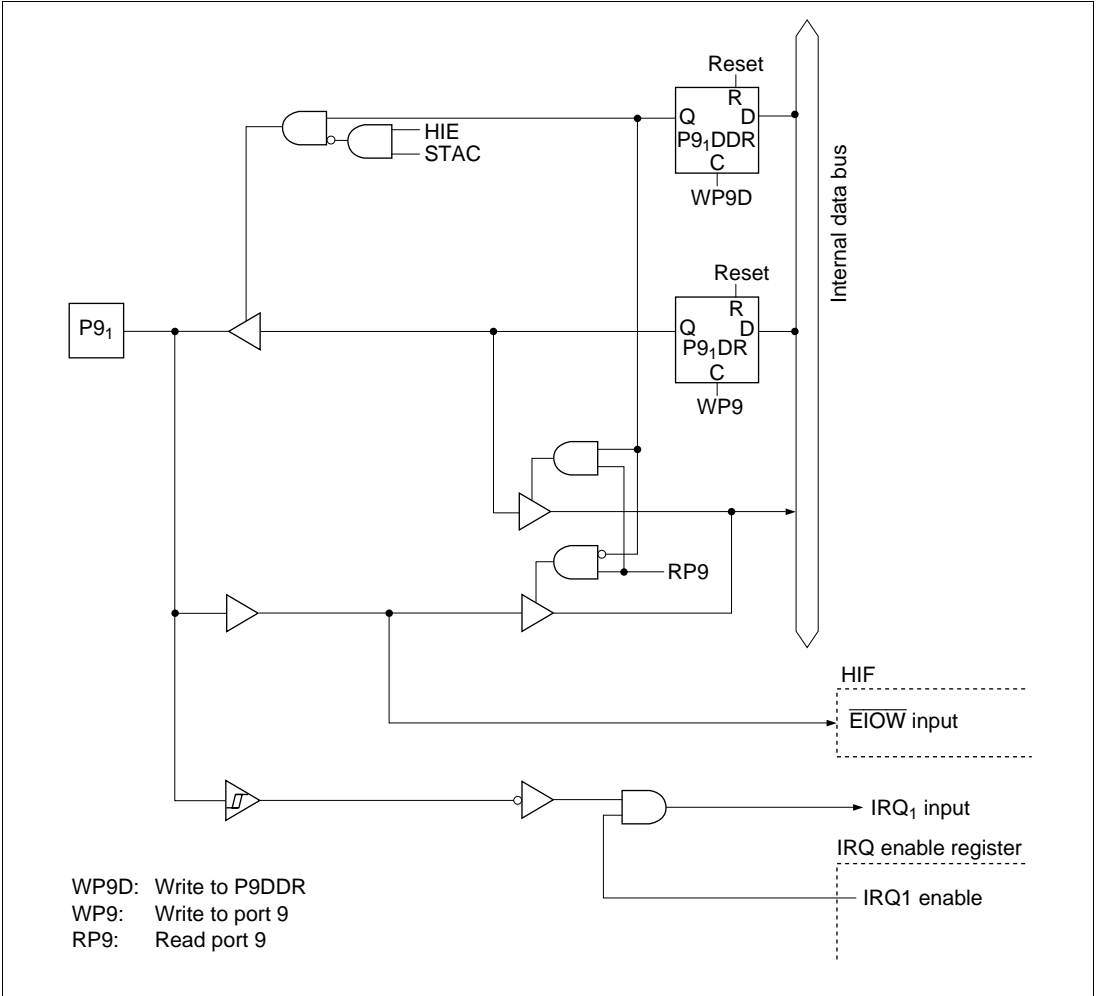 Reset
R
Q D
P9₁DDR
C
WP9D
HIE
STAC
Internal data bus
Reset
R
Q D
P9₁DR
C
WP9
P9₁
RP9
HIF
E̅I̅O̅W̅ input
IRQ₁ input
IRQ enable register
IRQ1 enable
WP9D: Write to P9DDR
WP9: Write to port 9
RP9: Read port 9